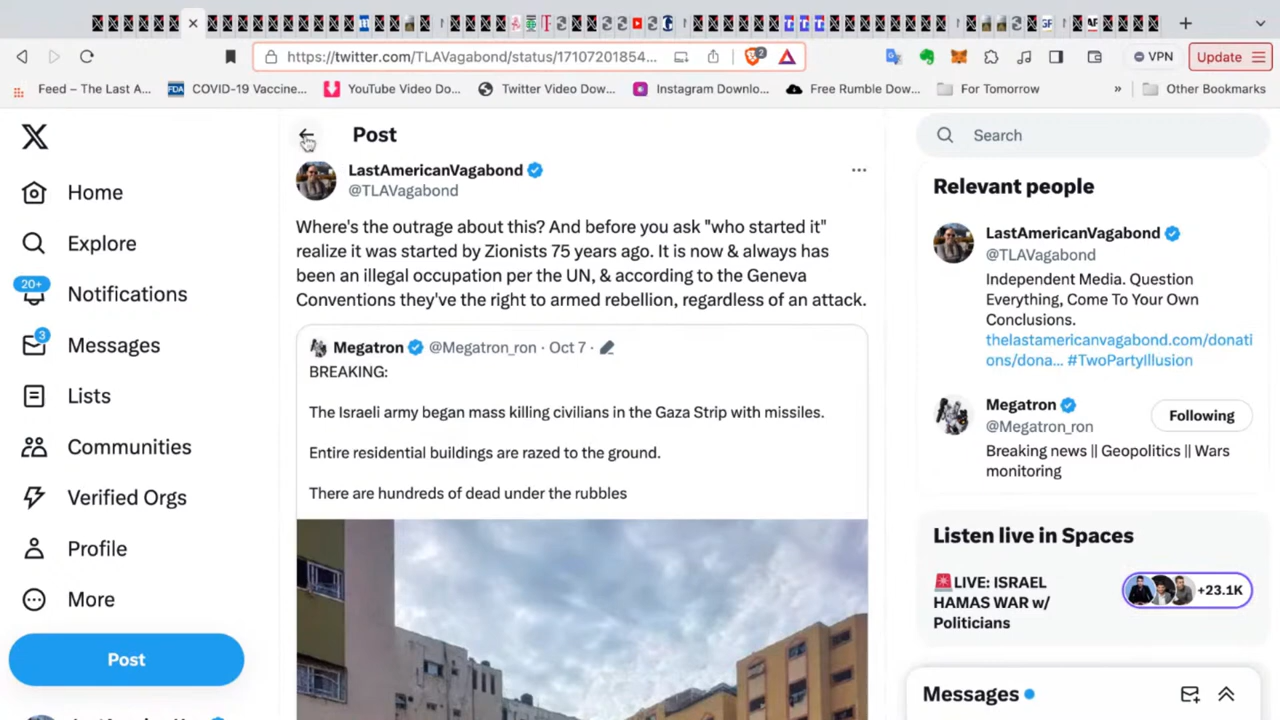 https://twitter.com/TLAVagabond/status/17107201854...
2
VPN
Update
Feed – The Last A...
FDA
COVID-19 Vaccine...
YouTube Video Do...
Twitter Video Dow...
Instagram Downlo...
Free Rumble Dow...
For Tomorrow
»
Other Bookmarks
Home
Explore
20+
Notifications
3
Messages
Lists
Communities
Verified Orgs
Profile
More
Post
Post
LastAmericanVagabond
@TLAVagabond
Where's the outrage about this? And before you ask "who started it"
realize it was started by Zionists 75 years ago. It is now & always has
been an illegal occupation per the UN, & according to the Geneva
Conventions they've the right to armed rebellion, regardless of an attack.
Megatron @Megatron_ron · Oct 7 ·
BREAKING:
The Israeli army began mass killing civilians in the Gaza Strip with missiles.
Entire residential buildings are razed to the ground.
There are hundreds of dead under the rubbles
Search
Relevant people
LastAmericanVagabond
@TLAVagabond
Independent Media. Question
Everything, Come To Your Own
Conclusions.
thelastamericanvagabond.com/donati
ons/dona... #TwoPartyIllusion
Megatron
@Megatron_ron
Following
Breaking news || Geopolitics || Wars
monitoring
Listen live in Spaces
🚨LIVE: ISRAEL
HAMAS WAR w/
Politicians
+23.1K
Messages